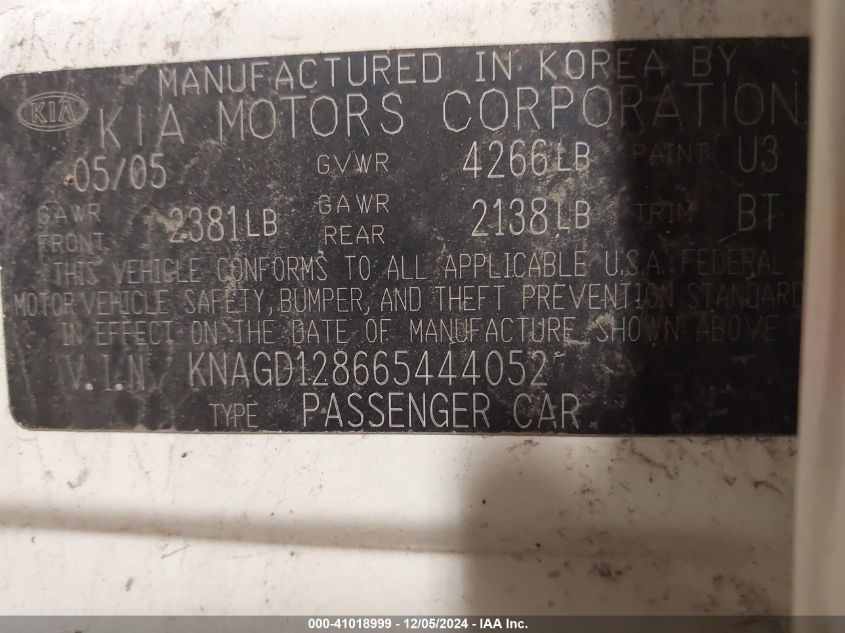 MANUFACTURED IN KOREA BY
KIA KIA MOTORS CORPORATION
05/05 GVWR 4266LB PAINT U3
GAWR FRONT 2381LB GAWR REAR 2138LB TRIM BT
THIS VEHICLE CONFORMS TO ALL APPLICABLE U.S.A. FEDERAL
MOTOR VEHICLE SAFETY, BUMPER, AND THEFT PREVENTION STANDARD
IN EFFECT ON THE DATE OF MANUFACTURE SHOWN ABOVE
V.I.N. KNAGD128665444052
TYPE PASSENGER CAR
000-41018999 - 12/05/2024 - IAA Inc.